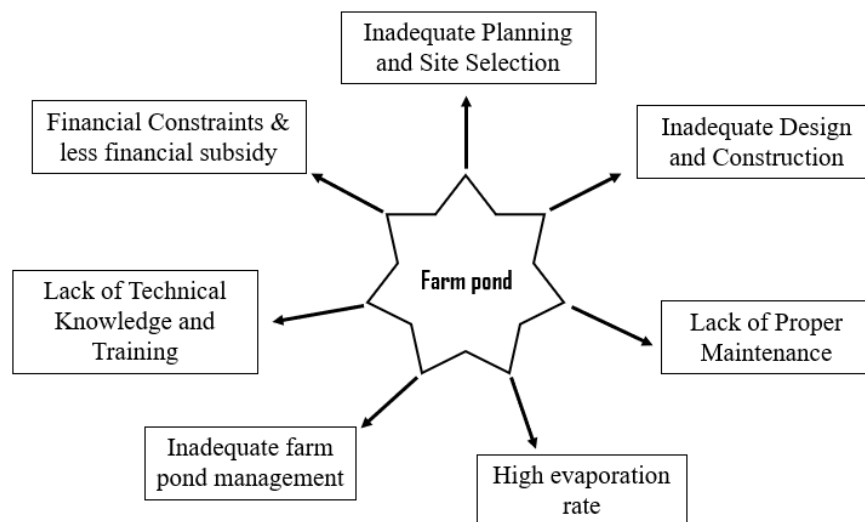 Inadequate Planning
and Site Selection
Financial Constraints &
less financial subsidy
Inadequate Design
and Construction
Farm pond
Lack of Technical
Knowledge and
Training
Lack of Proper
Maintenance
Inadequate farm
pond management
High evaporation
rate